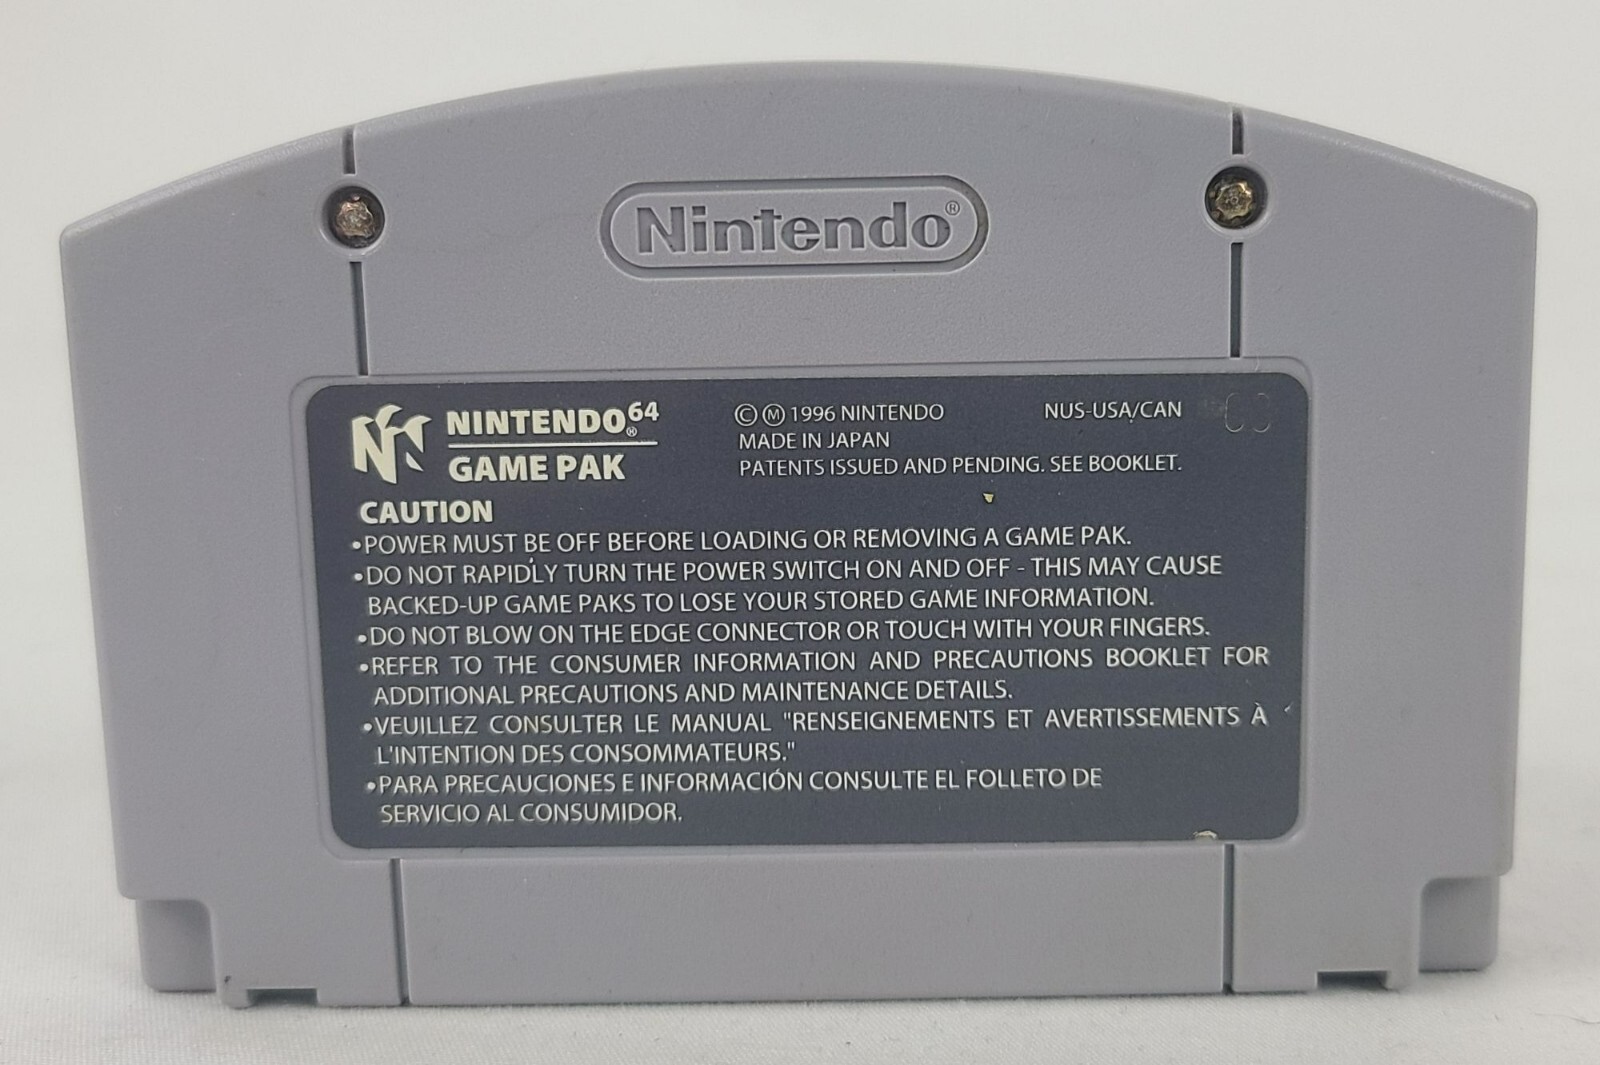 Nintendo®
NINTENDO64®
GAME PAK
© Ⓜ 1996 NINTENDO NUS-USA/CAN
MADE IN JAPAN
PATENTS ISSUED AND PENDING. SEE BOOKLET.
CAUTION
•POWER MUST BE OFF BEFORE LOADING OR REMOVING A GAME PAK.
•DO NOT RAPIDLY TURN THE POWER SWITCH ON AND OFF - THIS MAY CAUSE
BACKED-UP GAME PAKS TO LOSE YOUR STORED GAME INFORMATION.
•DO NOT BLOW ON THE EDGE CONNECTOR OR TOUCH WITH YOUR FINGERS.
•REFER TO THE CONSUMER INFORMATION AND PRECAUTIONS BOOKLET FOR
ADDITIONAL PRECAUTIONS AND MAINTENANCE DETAILS.
•VEUILLEZ CONSULTER LE MANUAL "RENSEIGNEMENTS ET AVERTISSEMENTS À
L'INTENTION DES CONSOMMATEURS."
•PARA PRECAUCIONES E INFORMACIÓN CONSULTE EL FOLLETO DE
SERVICIO AL CONSUMIDOR.